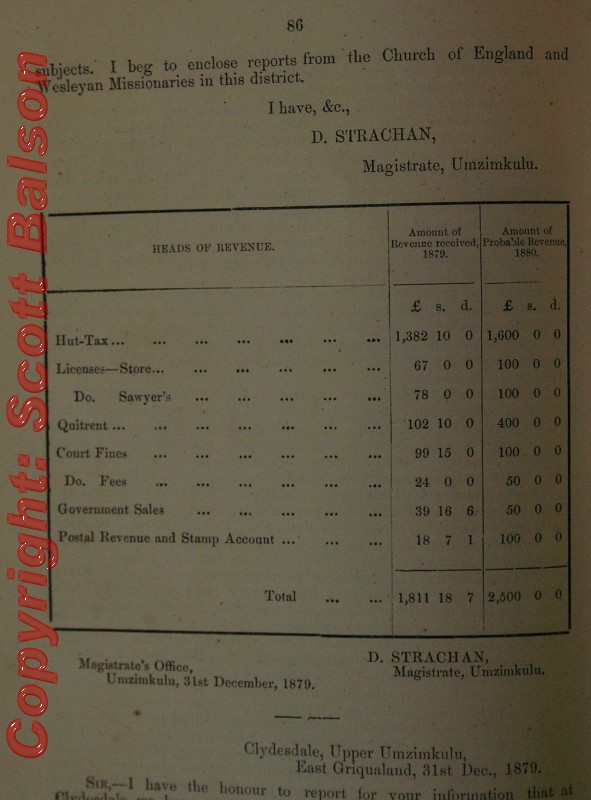 86
subjects. I beg to enclose reports from the Church of England and
Wesleyan Missionaries in this district.
I have, &c.,
D. STRACHAN,
Magistrate, Umzimkulu.
HEADS OF REVENUE. Amount of Revenue received, 1879. Amount of Probable Revenue, 1880.
£ s. d. £ s. d.
Hut-Tax ... ... ... ... ... ... ... 1,382 10 0 1,600 0 0
Licenses—Store... ... ... ... ... ... 67 0 0 100 0 0
Do. Sawyer's ... ... ... ... ... 78 0 0 100 0 0
Quitrent ... ... ... ... ... ... ... 102 10 0 400 0 0
Court Fines ... ... ... ... ... ... 99 15 0 100 0 0
Do. Fees ... ... ... ... ... ... 24 0 0 50 0 0
Government Sales ... ... ... ... ... 39 16 6 50 0 0
Postal Revenue and Stamp Account ... ... ... 18 7 1 100 0 0
Total ... ... 1,811 18 7 2,500 0 0
D. STRACHAN,
Magistrate, Umzimkulu.
Magistrate's Office,
Umzimkulu, 31st December, 1879.
Clydesdale, Upper Umzimkulu,
East Griqualand, 31st Dec., 1879.
SIR,—I have the honour to report for your information that at
Clydesdale
Copyright: Scott Balson